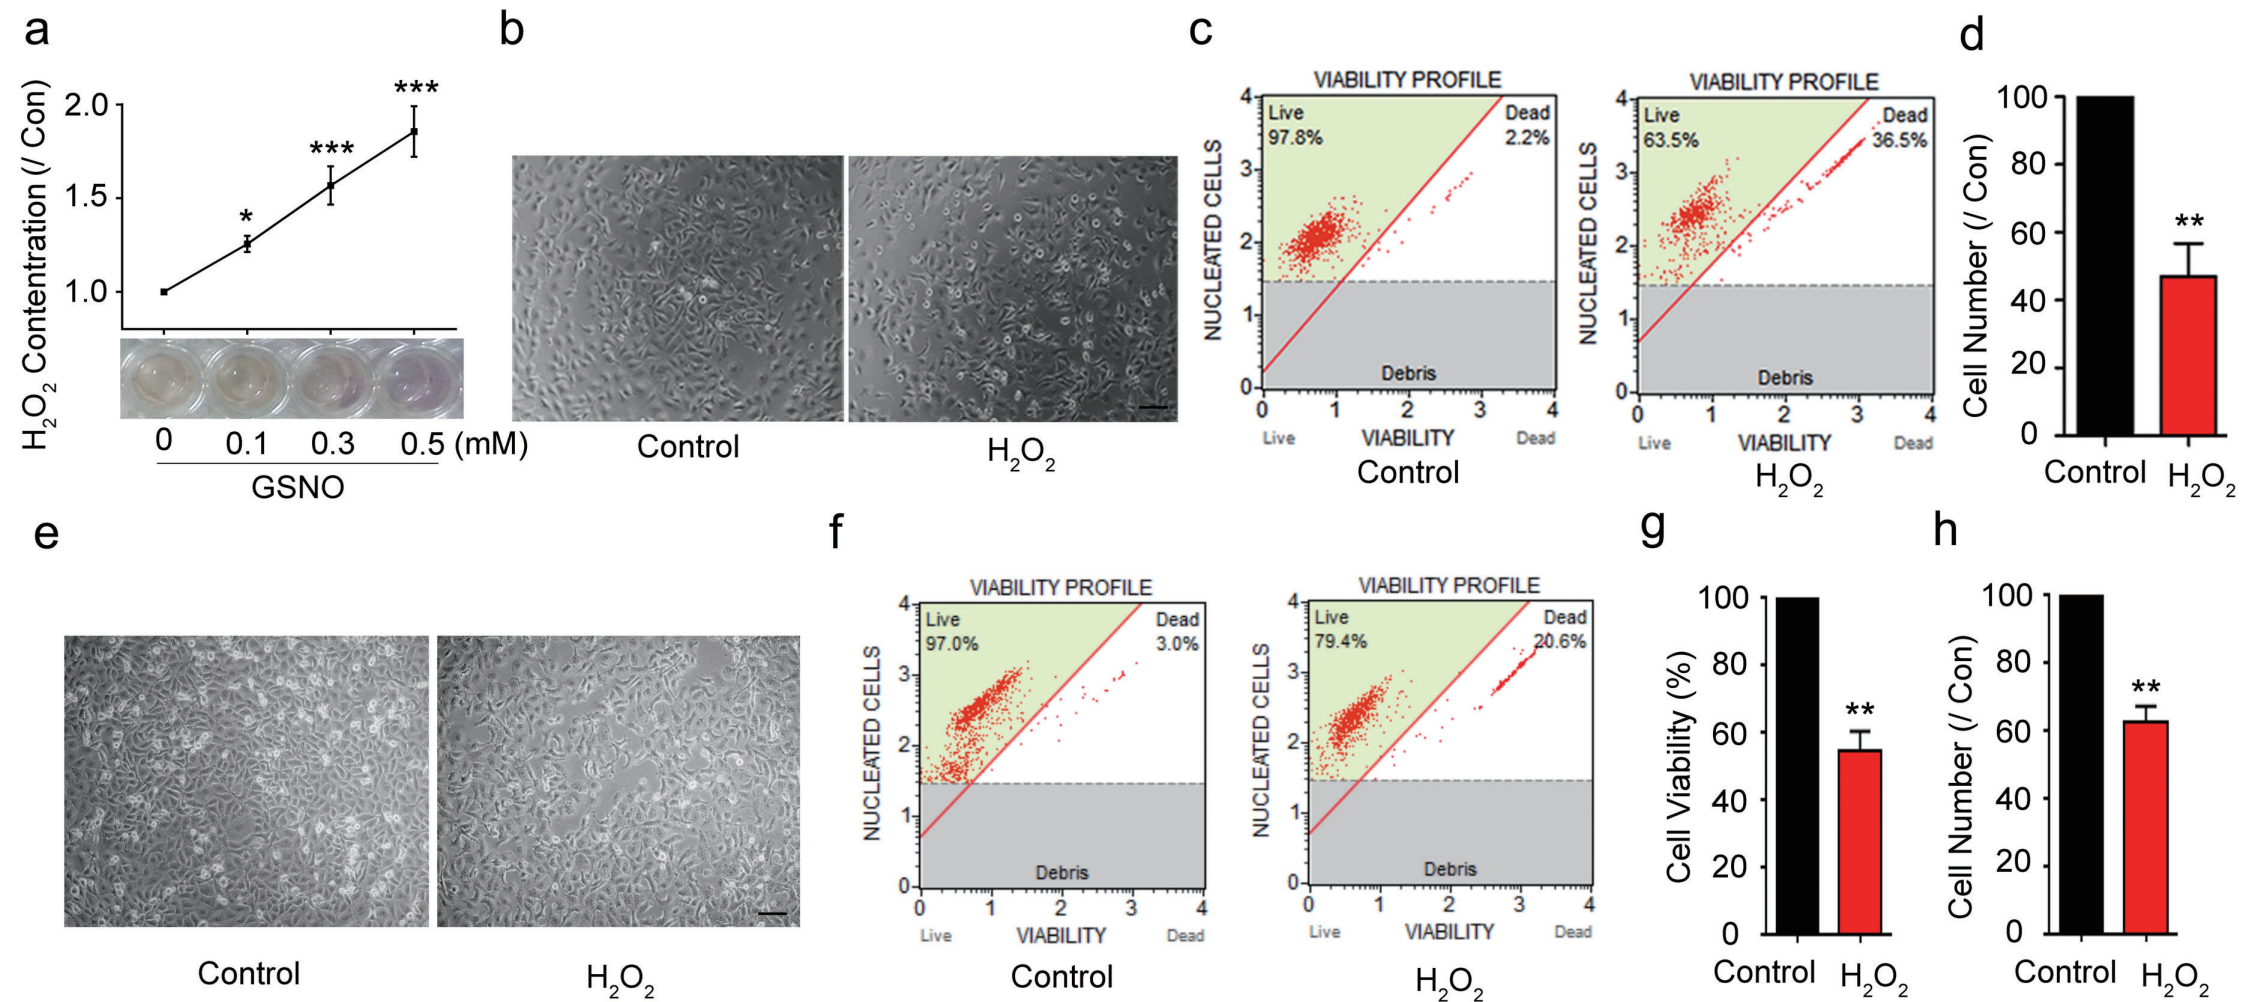 a
H₂O₂ Contentration (/ Con)
2.0
1.5
1.0
*
***
***
0 0.1 0.3 0.5 (mM)
GSNO
b
Control
H₂O₂
c
VIABILITY PROFILE
NUCLEATED CELLS
4
3
2
1
0
Live
97.8%
Dead
2.2%
Debris
0 1 2 3 4
Live VIABILITY Dead
Control
VIABILITY PROFILE
NUCLEATED CELLS
4
3
2
1
0
Live
63.5%
Dead
36.5%
Debris
0 1 2 3 4
Live VIABILITY Dead
H₂O₂
d
Cell Number (/ Con)
100
80
60
40
20
0
**
Control H₂O₂
e
Control
H₂O₂
f
VIABILITY PROFILE
NUCLEATED CELLS
4
3
2
1
0
Live
97.0%
Dead
3.0%
Debris
0 1 2 3 4
Live VIABILITY Dead
Control
VIABILITY PROFILE
NUCLEATED CELLS
4
3
2
1
0
Live
79.4%
Dead
20.6%
Debris
0 1 2 3 4
Live VIABILITY Dead
H₂O₂
g
Cell Viability (%)
100
80
60
40
20
0
**
Control H₂O₂
h
Cell Number (/ Con)
100
80
60
40
20
0
**
Control H₂O₂